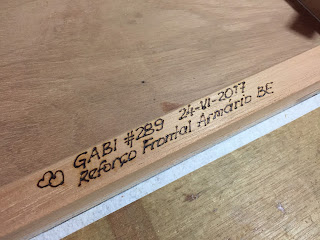 GABI #289 24-VI-2017
Reforço Frontal Armário BE